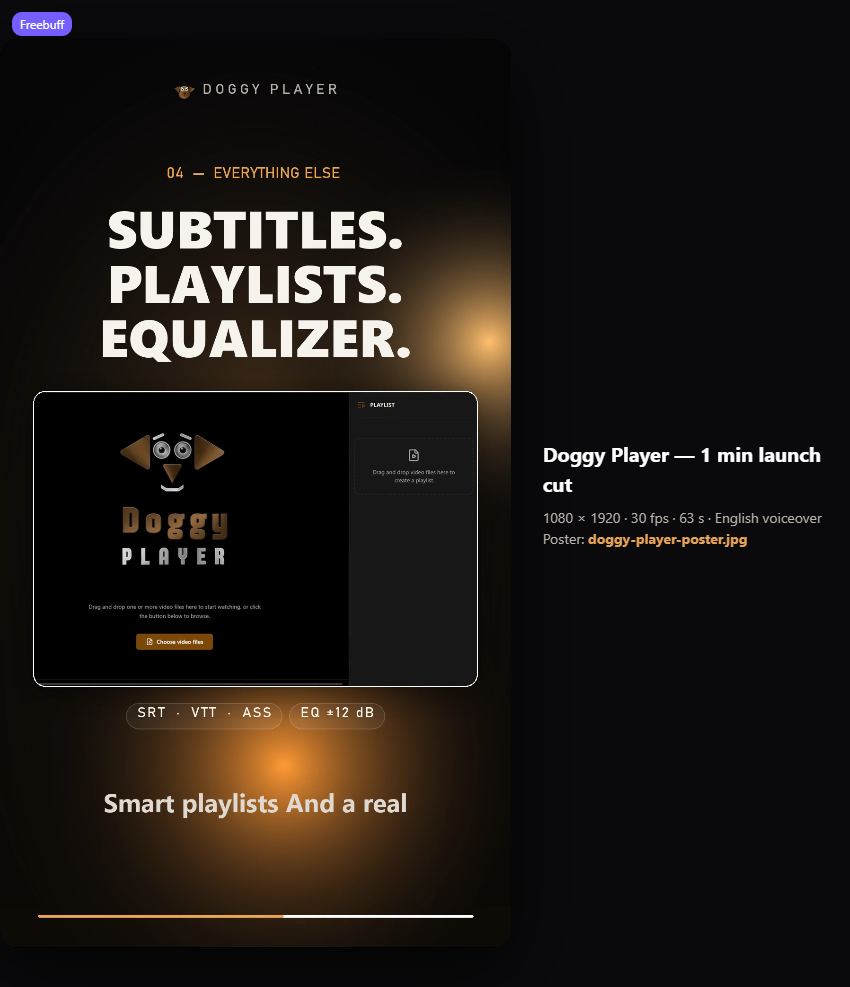 Freebuff
DOGGY PLAYER
04 — EVERYTHING ELSE
SUBTITLES.
PLAYLISTS.
EQUALIZER.
PLAYLIST
Drag and drop video files here to
create a playlist
Doggy
PLAYER
Drag and drop one or more video files here to start watching, or click
the button below to browse.
Choose video files
SRT · VTT · ASS
EQ ±12 dB
Smart playlists And a real
Doggy Player — 1 min launch
cut
1080 × 1920 · 30 fps · 63 s · English voiceover
Poster: doggy-player-poster.jpg